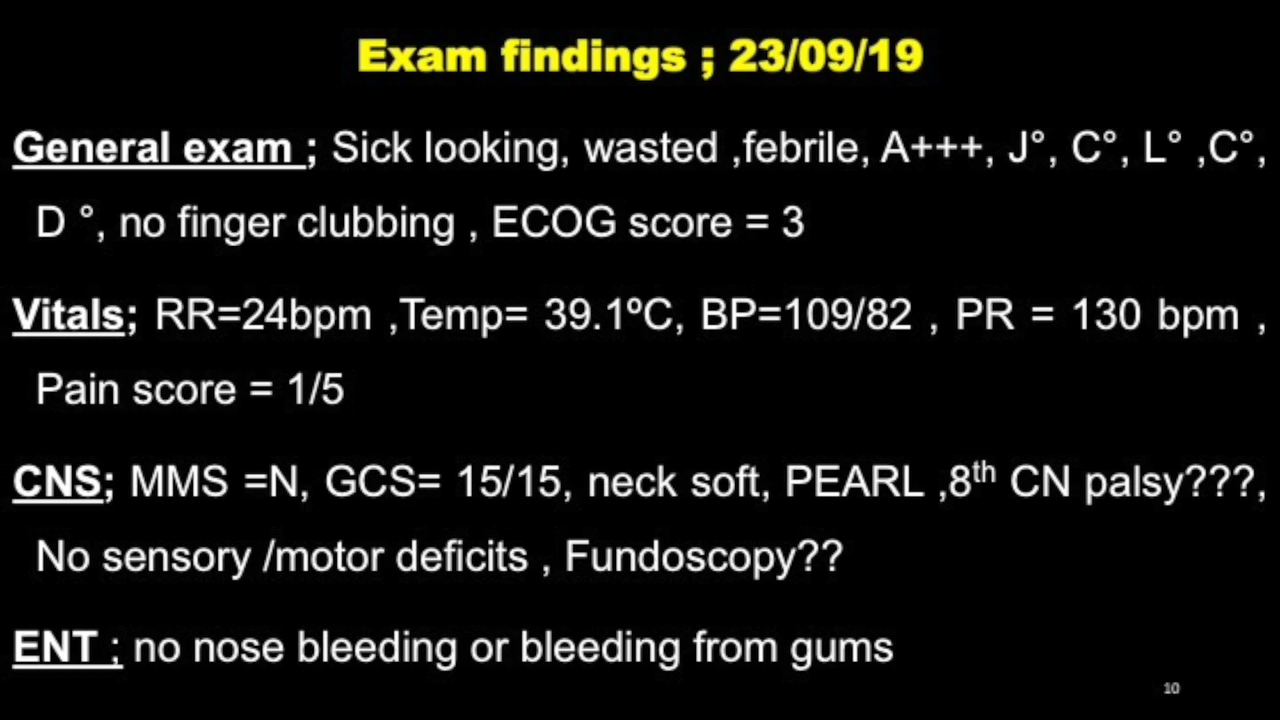 Exam findings ; 23/09/19
General exam ; Sick looking, wasted ,febrile, A+++, J°, C°, L° ,C°,
D °, no finger clubbing , ECOG score = 3
Vitals; RR=24bpm ,Temp= 39.1ºC, BP=109/82 , PR = 130 bpm ,
Pain score = 1/5
CNS; MMS =N, GCS= 15/15, neck soft, PEARL ,8th CN palsy???,
No sensory /motor deficits , Fundoscopy??
ENT ; no nose bleeding or bleeding from gums
10